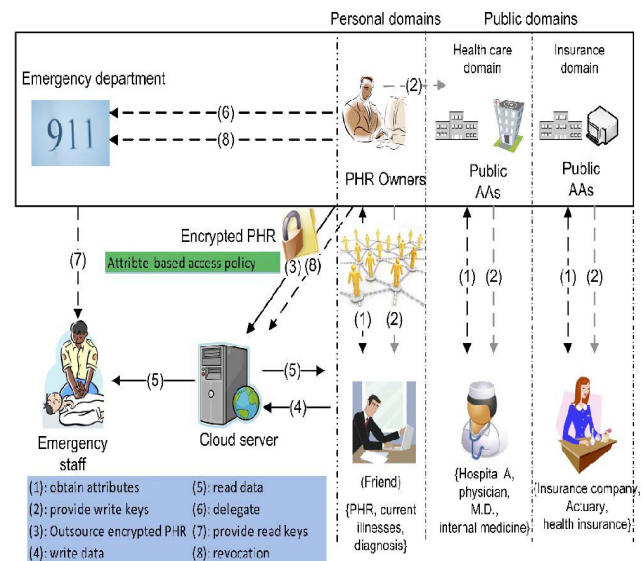 Personal domains
Public domains
Emergency department
911
(6)
(8)
(2)
PHR Owners
Health care
domain
Public
AAs
Insurance
domain
Public
AAs
Encrypted PHR
Attribte-based access policy
(3)
(8)
(7)
(1)
(2)
(1)
(2)
(1)
(2)
(5)
(5)
(4)
Emergency
staff
Cloud server
(Friend)
{PHR, current
illnesses,
diagnosis}
{Hospital A,
physician,
M.D.,
internal medicine}
{Insurance company,
Actuary,
health insurance}
(1): obtain attributes
(2): provide write keys
(3): Outsource encrypted PHR
(4): write data
(5): read data
(6): delegate
(7): provide read keys
(8): revocation